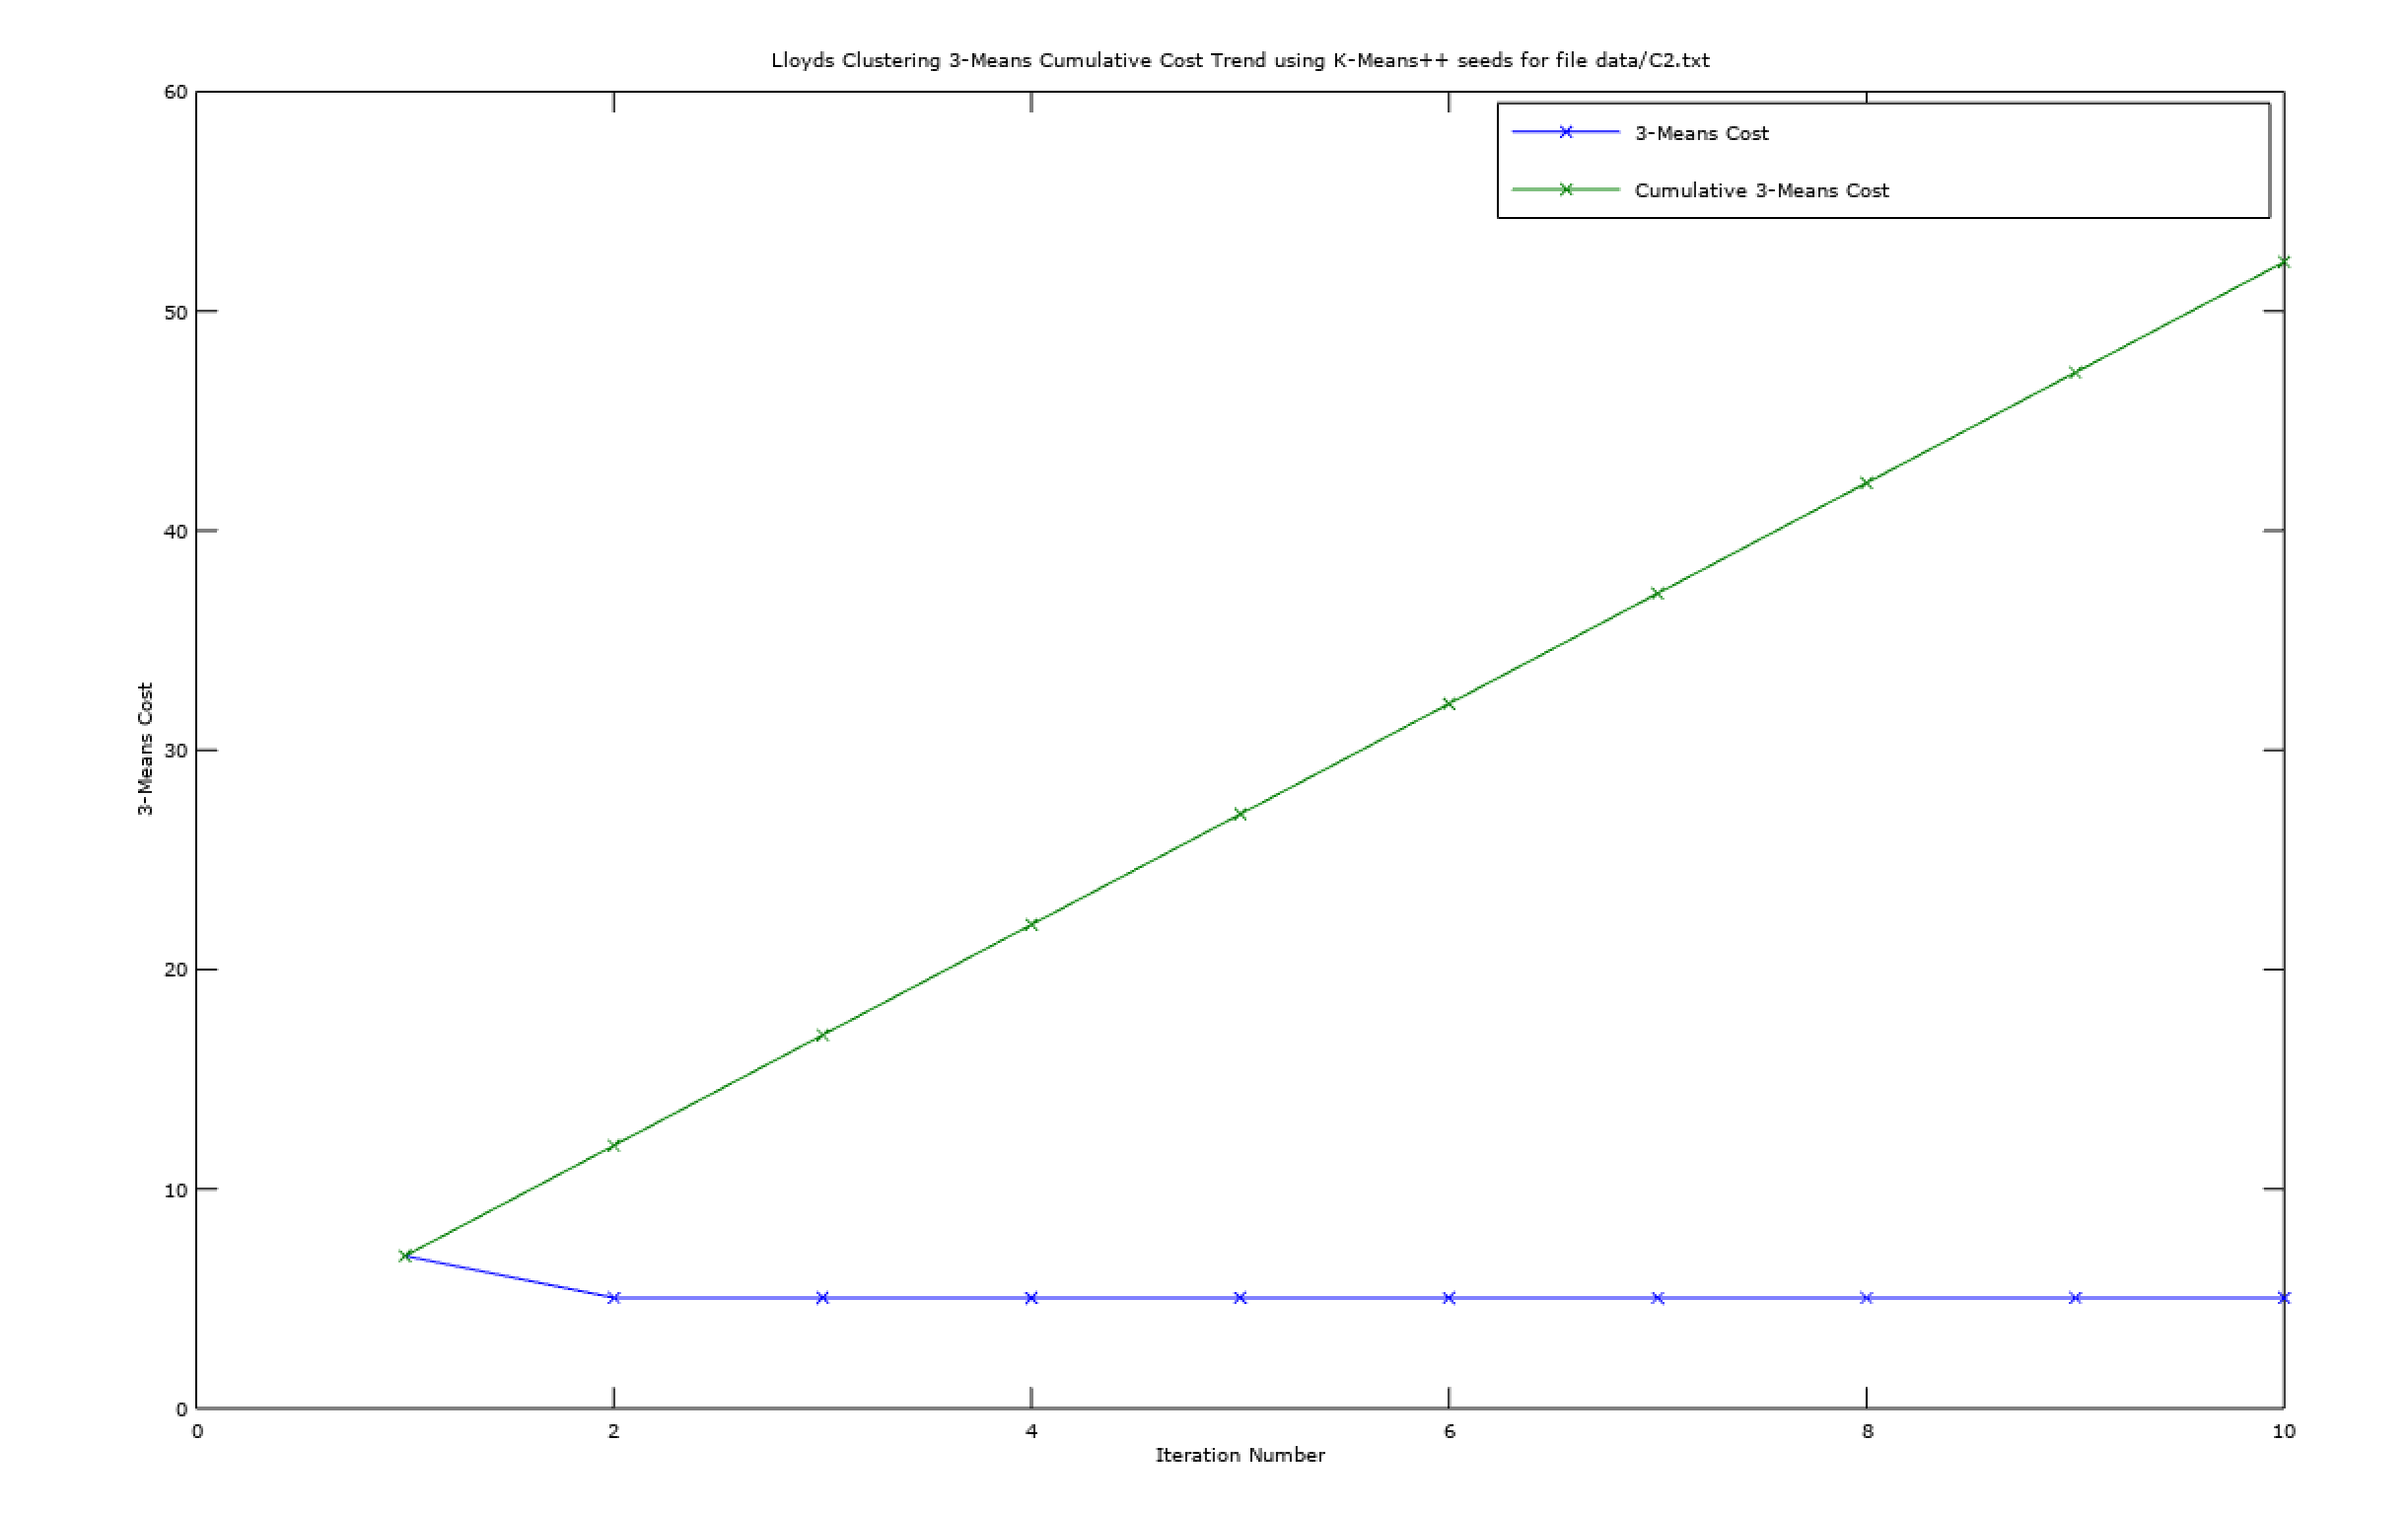 Lloyds Clustering 3-Means Cumulative Cost Trend using K-Means++ seeds for file data/C2.txt
3-Means Cost
Cumulative 3-Means Cost
60
50
40
30
20
10
0
3-Means Cost
0 2 4 6 8 10
Iteration Number